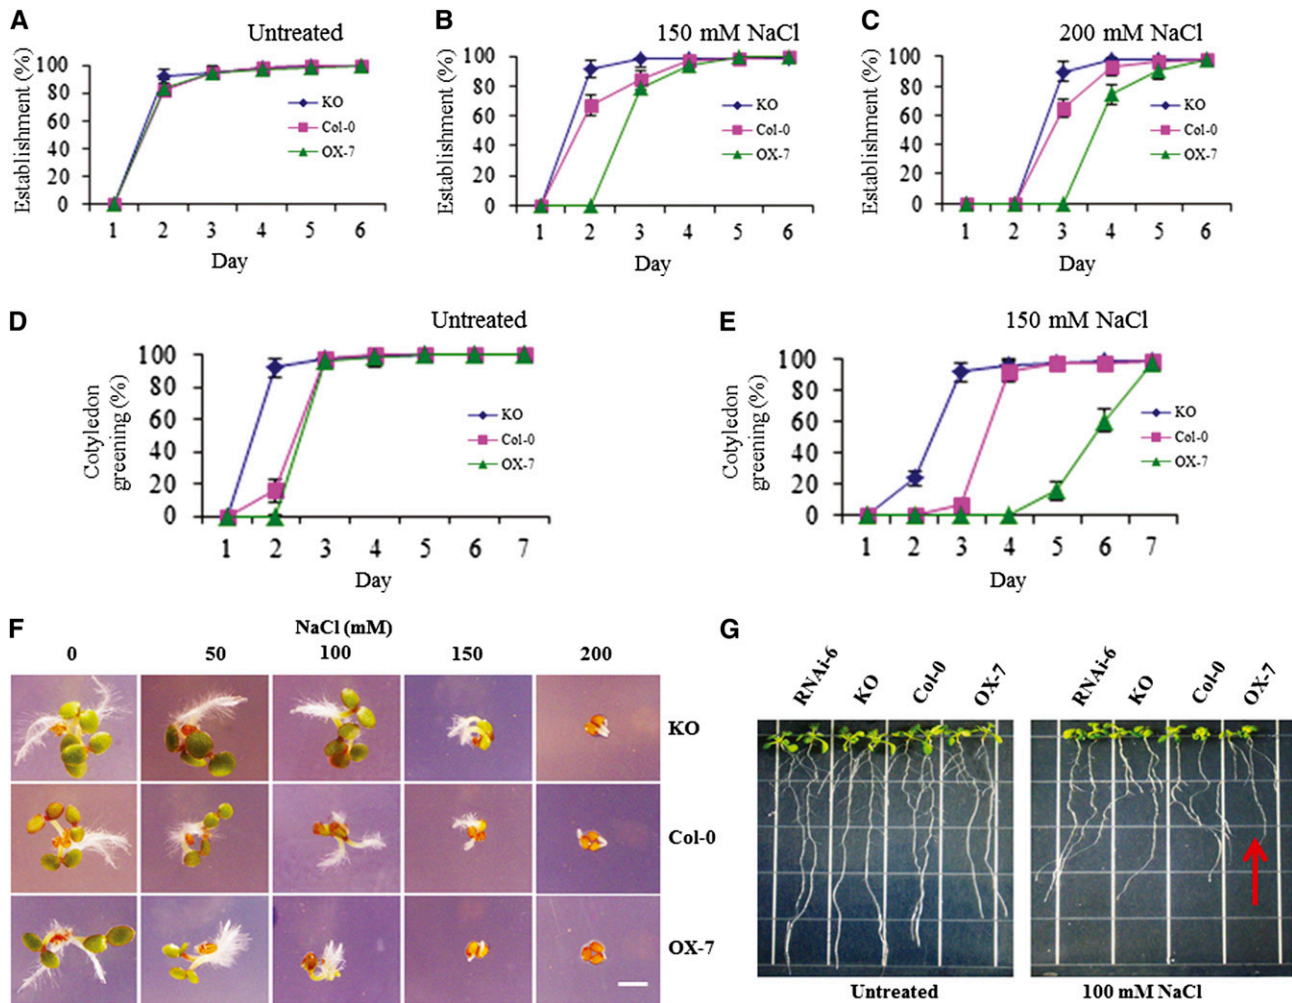 A
Untreated
Establishment (%)
100
80
60
40
20
0
KO
Col-0
OX-7
1 2 3 4 5 6
Day
B
150 mM NaCl
Establishment (%)
100
80
60
40
20
0
KO
Col-0
OX-7
1 2 3 4 5 6
Day
C
200 mM NaCl
Establishment (%)
100
80
60
40
20
0
KO
Col-0
OX-7
1 2 3 4 5 6
Day
D
Untreated
Cotyledon
greening (%)
100
80
60
40
20
0
KO
Col-0
OX-7
1 2 3 4 5 6 7
Day
E
150 mM NaCl
Cotyledon
greening (%)
100
80
60
40
20
0
KO
Col-0
OX-7
1 2 3 4 5 6 7
Day
F
NaCl (mM)
0 50 100 150 200
KO
Col-0
OX-7
G
RNAi-6 KO Col-0 OX-7
RNAi-6 KO Col-0 OX-7
Untreated
100 mM NaCl